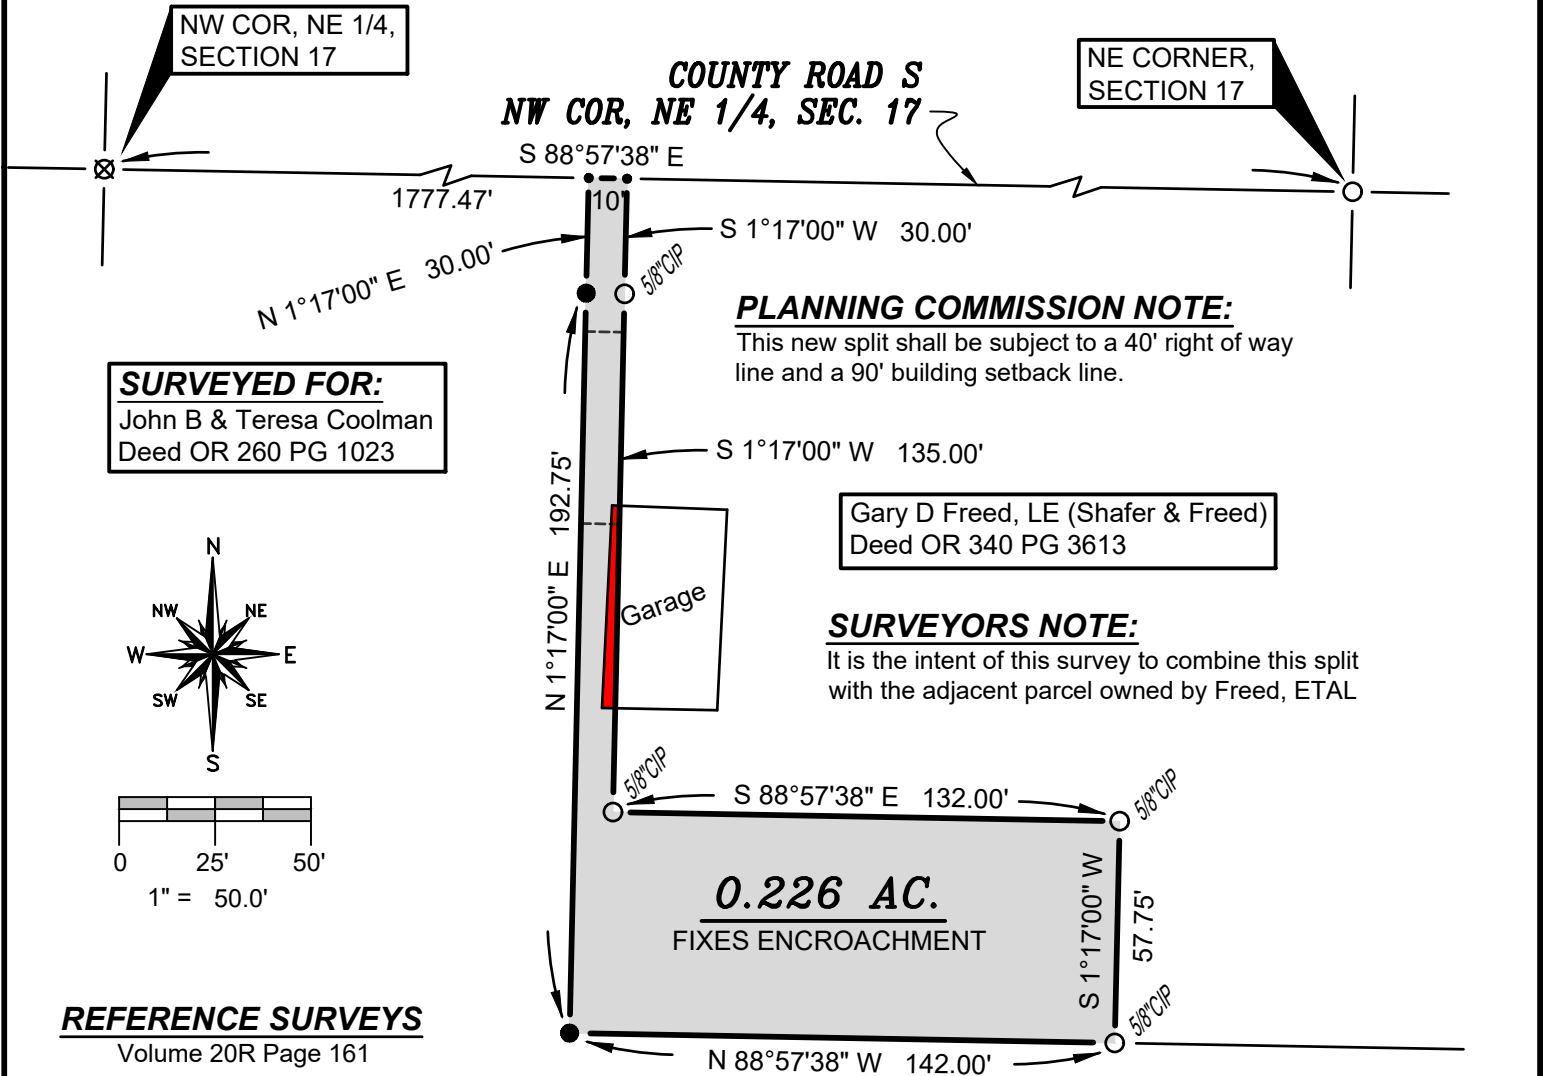 NW COR, NE 1/4,
SECTION 17
COUNTY ROAD S
NW COR, NE 1/4, SEC. 17
NE CORNER,
SECTION 17
S 88°57'38" E
1777.47'
10'
S 1°17'00" W 30.00'
N 1°17'00" E 30.00'
5/8"CIP
PLANNING COMMISSION NOTE:
This new split shall be subject to a 40' right of way
line and a 90' building setback line.
SURVEYED FOR:
John B & Teresa Coolman
Deed OR 260 PG 1023
S 1°17'00" W 135.00'
N 1°17'00" E 192.75'
Gary D Freed, LE (Shafer & Freed)
Deed OR 340 PG 3613
Garage
SURVEYORS NOTE:
It is the intent of this survey to combine this split
with the adjacent parcel owned by Freed, ETAL
N
NW
NE
W
E
SW
SE
S
5/8"CIP
S 88°57'38" E 132.00'
5/8"CIP
0 25' 50'
1" = 50.0'
0.226 AC.
FIXES ENCROACHMENT
S 1°17'00" W
57.75'
5/8"CIP
REFERENCE SURVEYS
Volume 20R Page 161
N 88°57'38" W 142.00'